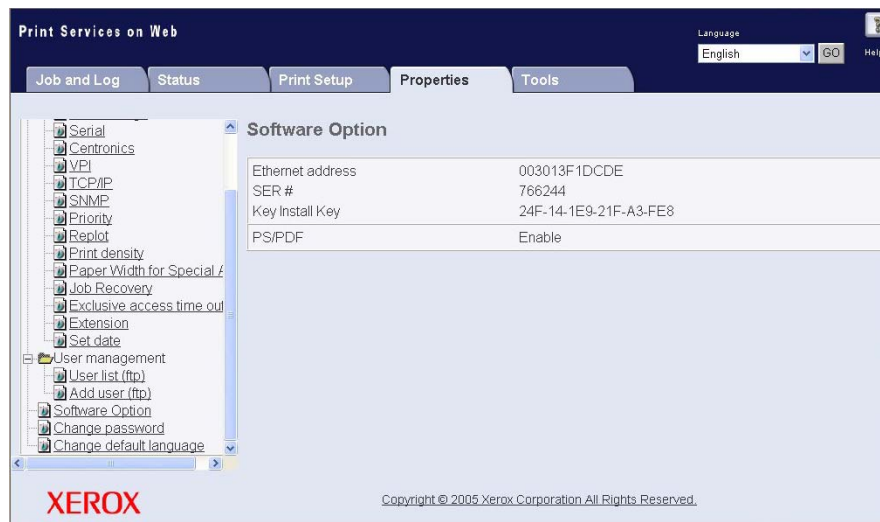 Print Services on Web
Language
English GO
Job and Log Status Print Setup Properties Tools
Serial
Centronics
VPI
TCP/IP
SNMP
Priority
Replot
Print density
Paper Width for Special
Job Recovery
Exclusive access time out
Extension
Set date
User management
User list (ftp)
Add user (ftp)
Software Option
Change password
Change default language
Software Option
Ethernet address 003013F1DCDE
SER # 766244
Key Install Key 24F-14-1E9-21F-A3-FE8
PS/PDF Enable
XEROX
Copyright © 2005 Xerox Corporation All Rights Reserved.